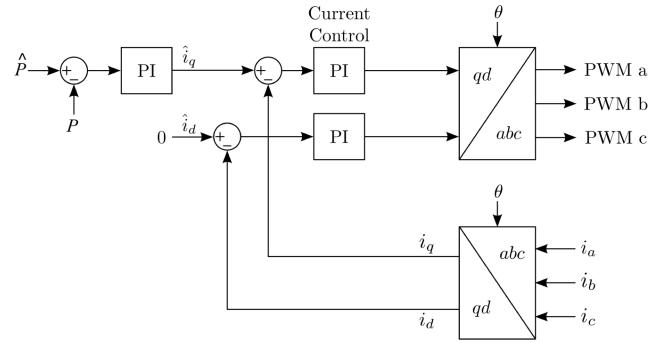 Current
Control
θ
P̂
+
−
PI
î_q
+
−
PI
qd
abc
PWM a
PWM b
PWM c
P
0
î_d
+
−
PI
θ
i_q
i_d
abc
qd
i_a
i_b
i_c